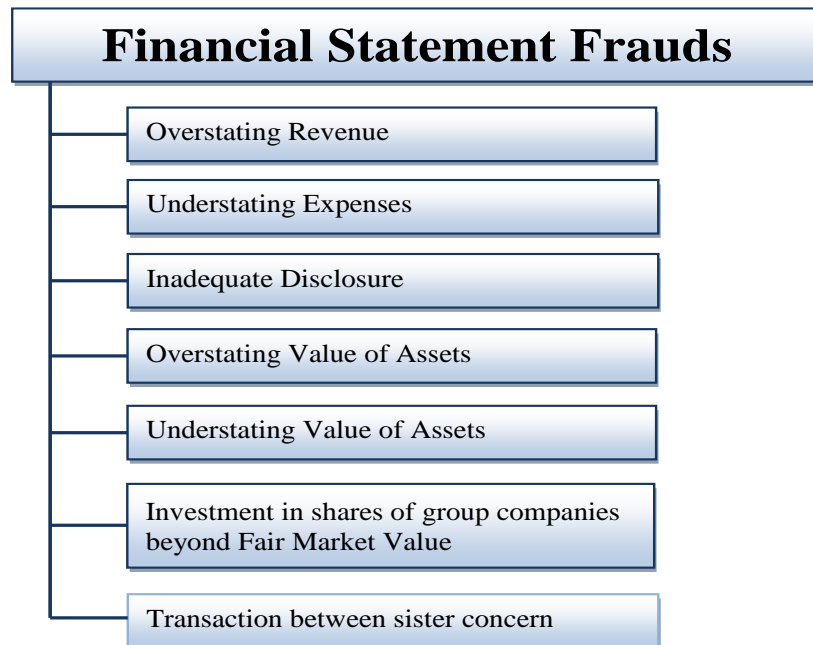 Financial Statement Frauds
Overstating Revenue
Understating Expenses
Inadequate Disclosure
Overstating Value of Assets
Understating Value of Assets
Investment in shares of group companies
beyond Fair Market Value
Transaction between sister concern